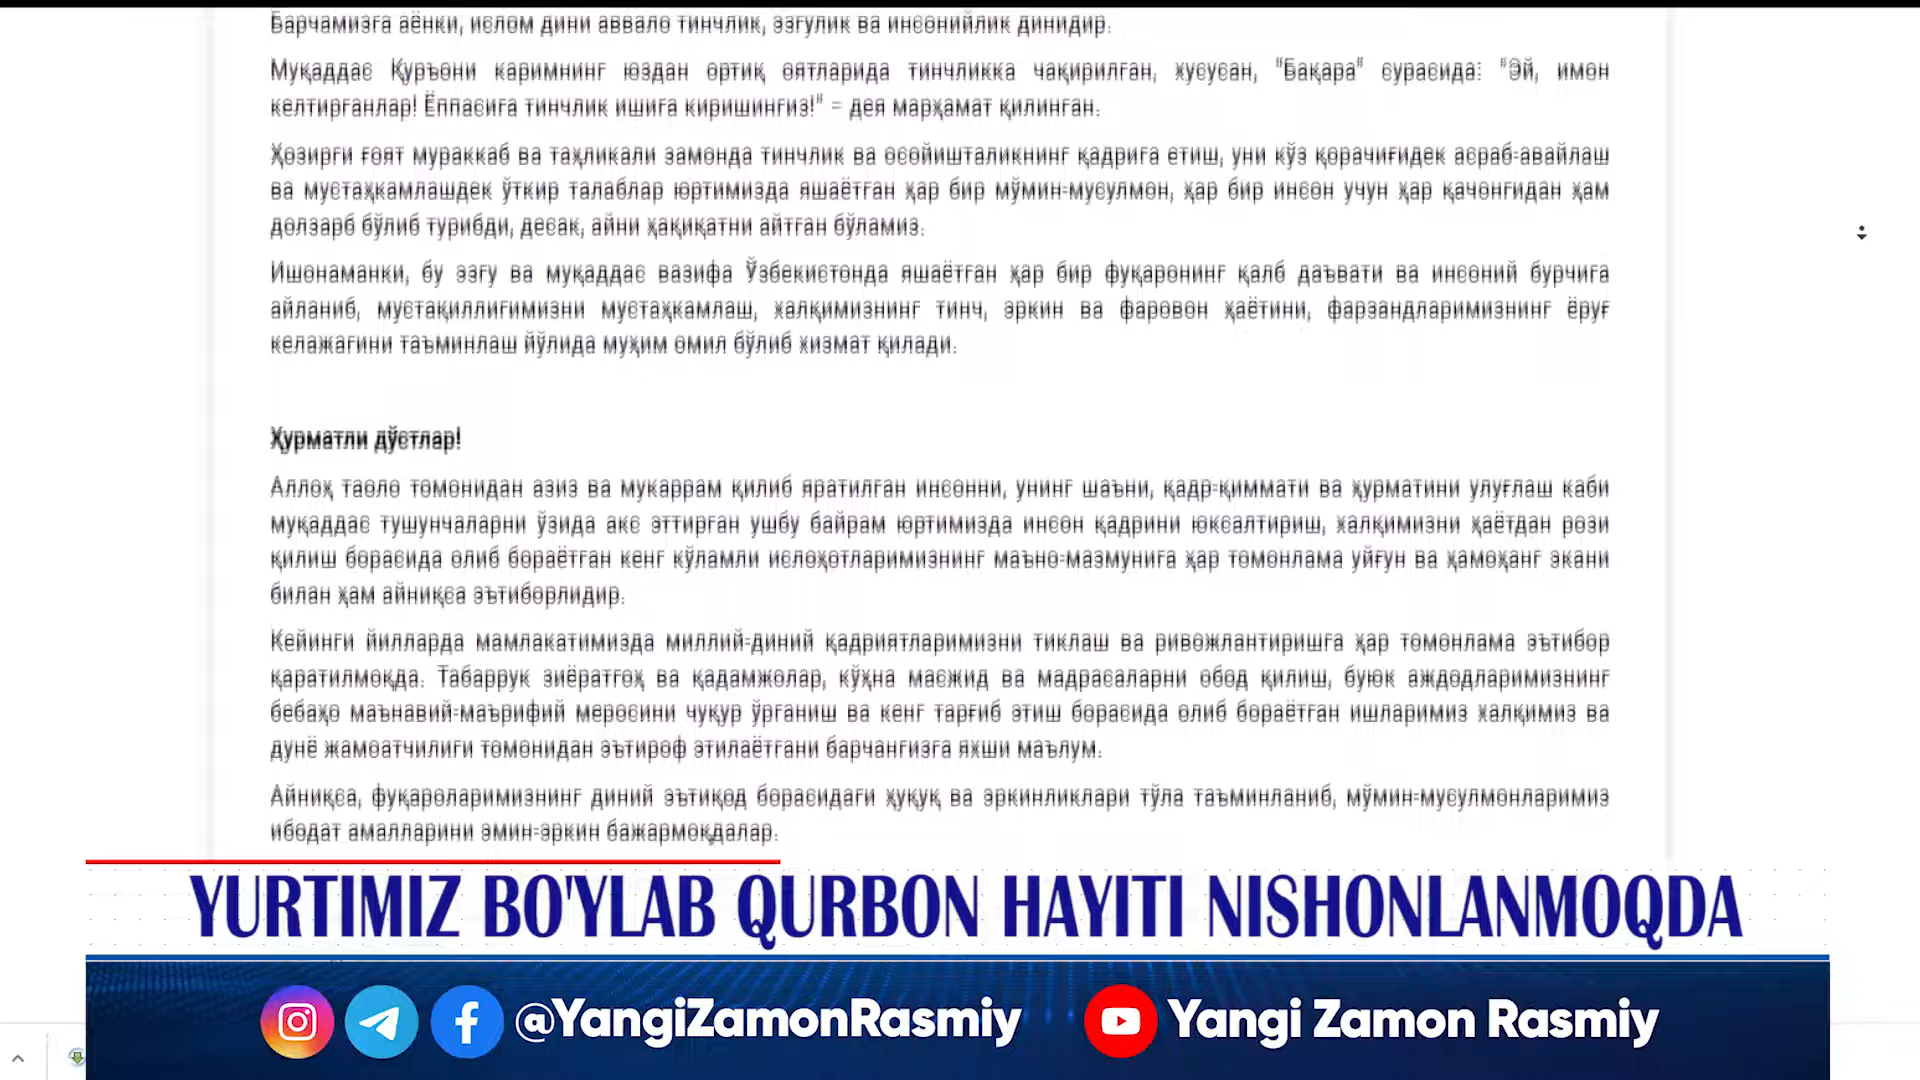 Барчамизга аёнки, ислом дини аввало тинчлик, эзгулик ва инсонийлик динидир.
Муқаддас Қуръони каримнинг юздан ортиқ оятларида тинчликка чақирилган, хусусан, "Бақара" сурасида: "Эй, имон
келтирганлар! Ёппасига тинчлик ишига киришингиз!" – дея марҳамат қилинган.
Ҳозирги ғоят мураккаб ва таҳликали замонда тинчлик ва осойишталикнинг қадрига етиш, уни кўз қорачиғидек асраб-авайлаш
ва мустаҳкамлашдек ўткир талаблар юртимизда яшаётган ҳар бир мўмин-мусулмон, ҳар бир инсон учун ҳар қачонгидан ҳам
долзарб бўлиб турибди, десак, айни ҳақиқатни айтган бўламиз.
Ишонаманки, бу эзгу ва муқаддас вазифа Ўзбекистонда яшаётган ҳар бир фуқаронинг қалб даъвати ва инсоний бурчига
айланиб, мустақиллигимизни мустаҳкамлаш, халқимизнинг тинч, эркин ва фаровон ҳаётини, фарзандларимизнинг ёруғ
келажагини таъминлаш йўлида муҳим омил бўлиб хизмат қилади.
Ҳурматли дўстлар!
Аллоҳ таоло томонидан азиз ва мукаррам қилиб яратилган инсонни, унинг шаъни, қадр-қиммати ва ҳурматини улуғлаш каби
муқаддас тушунчаларни ўзида акс эттирган ушбу байрам юртимизда инсон қадрини юксалтириш, халқимизни ҳаётдан рози
қилиш борасида олиб бораётган кенг кўламли ислоҳотларимизнинг маъно-мазмунига ҳар томонлама уйғун ва ҳамоҳанг экани
билан ҳам айниқса эътиборлидир.
Кейинги йилларда мамлакатимизда миллий-диний қадриятларимизни тиклаш ва ривожлантиришга ҳар томонлама эътибор
қаратилмоқда. Табаррук зиёратгоҳ ва қадамжолар, кўҳна масжид ва мадрасаларни обод қилиш, буюк аждодларимизнинг
бебаҳо маънавий-маърифий меросини чуқур ўрганиш ва кенг тарғиб этиш борасида олиб бораётган ишларимиз халқимиз ва
дунё жамоатчилиги томонидан эътироф этилаётгани барчангизга яхши маълум.
Айниқса, фуқароларимизнинг диний эътиқод борасидаги ҳуқуқ ва эркинликлари тўла таъминланиб, мўмин-мусулмонларимиз
ибодат амалларини эмин-эркин бажармоқдалар.
YURTIMIZ BO'YLAB QURBON HAYITI NISHONLANMOQDA
@YangiZamonRasmiy Yangi Zamon Rasmiy